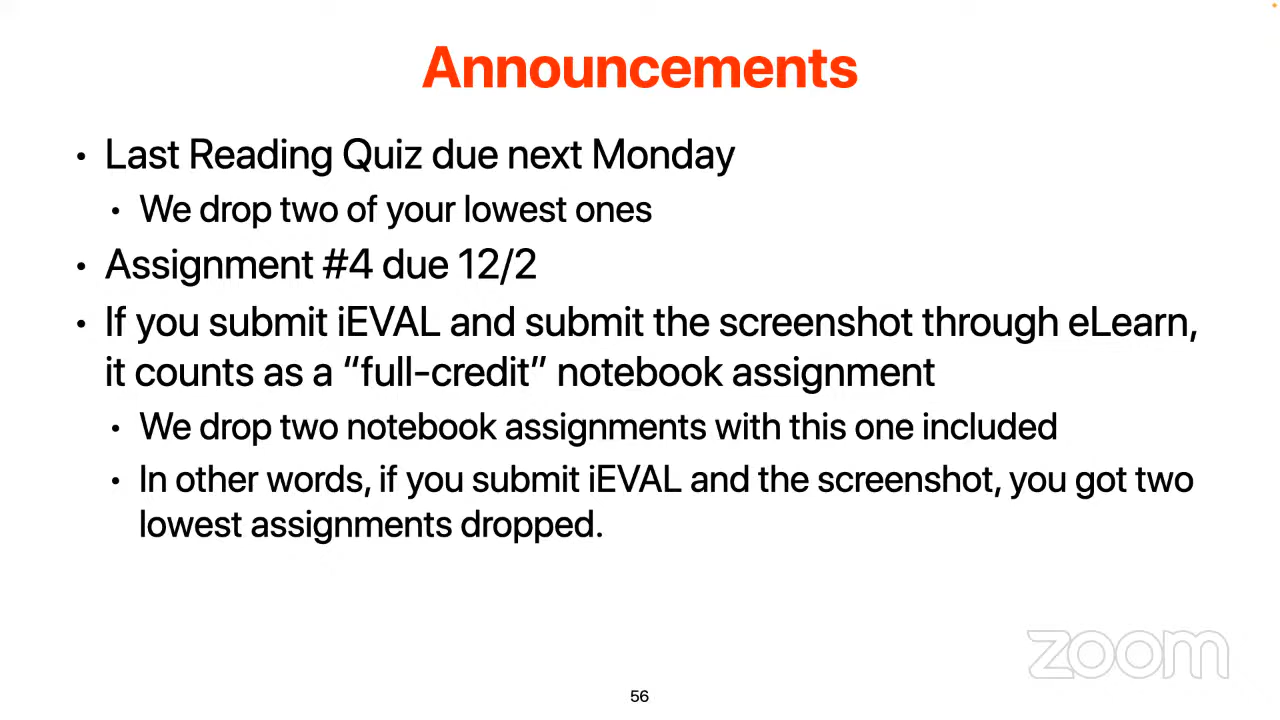 Announcements
• Last Reading Quiz due next Monday
• We drop two of your lowest ones
• Assignment #4 due 12/2
• If you submit iEVAL and submit the screenshot through eLearn,
it counts as a “full-credit” notebook assignment
• We drop two notebook assignments with this one included
• In other words, if you submit iEVAL and the screenshot, you got two
lowest assignments dropped.
zoom
56